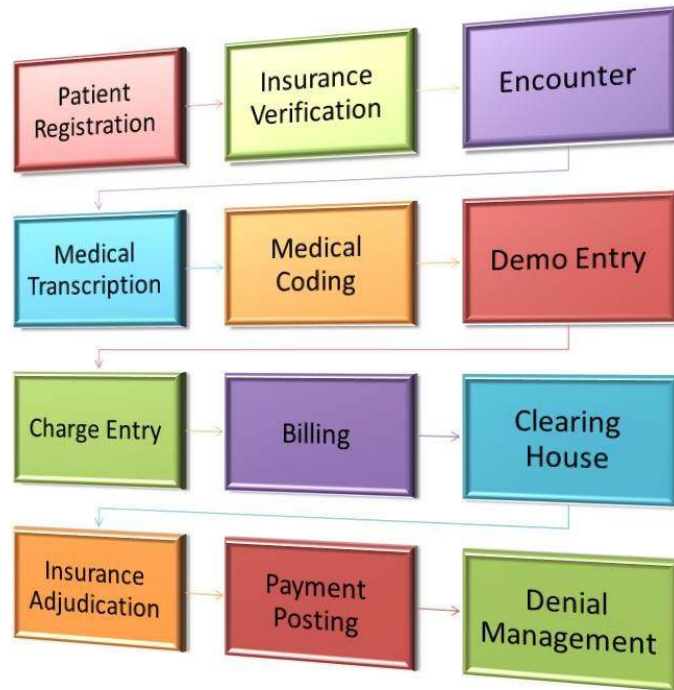 Patient
Registration
Insurance
Verification
Encounter
Medical
Transcription
Medical
Coding
Demo Entry
Charge Entry
Billing
Clearing
House
Insurance
Adjudication
Payment
Posting
Denial
Management